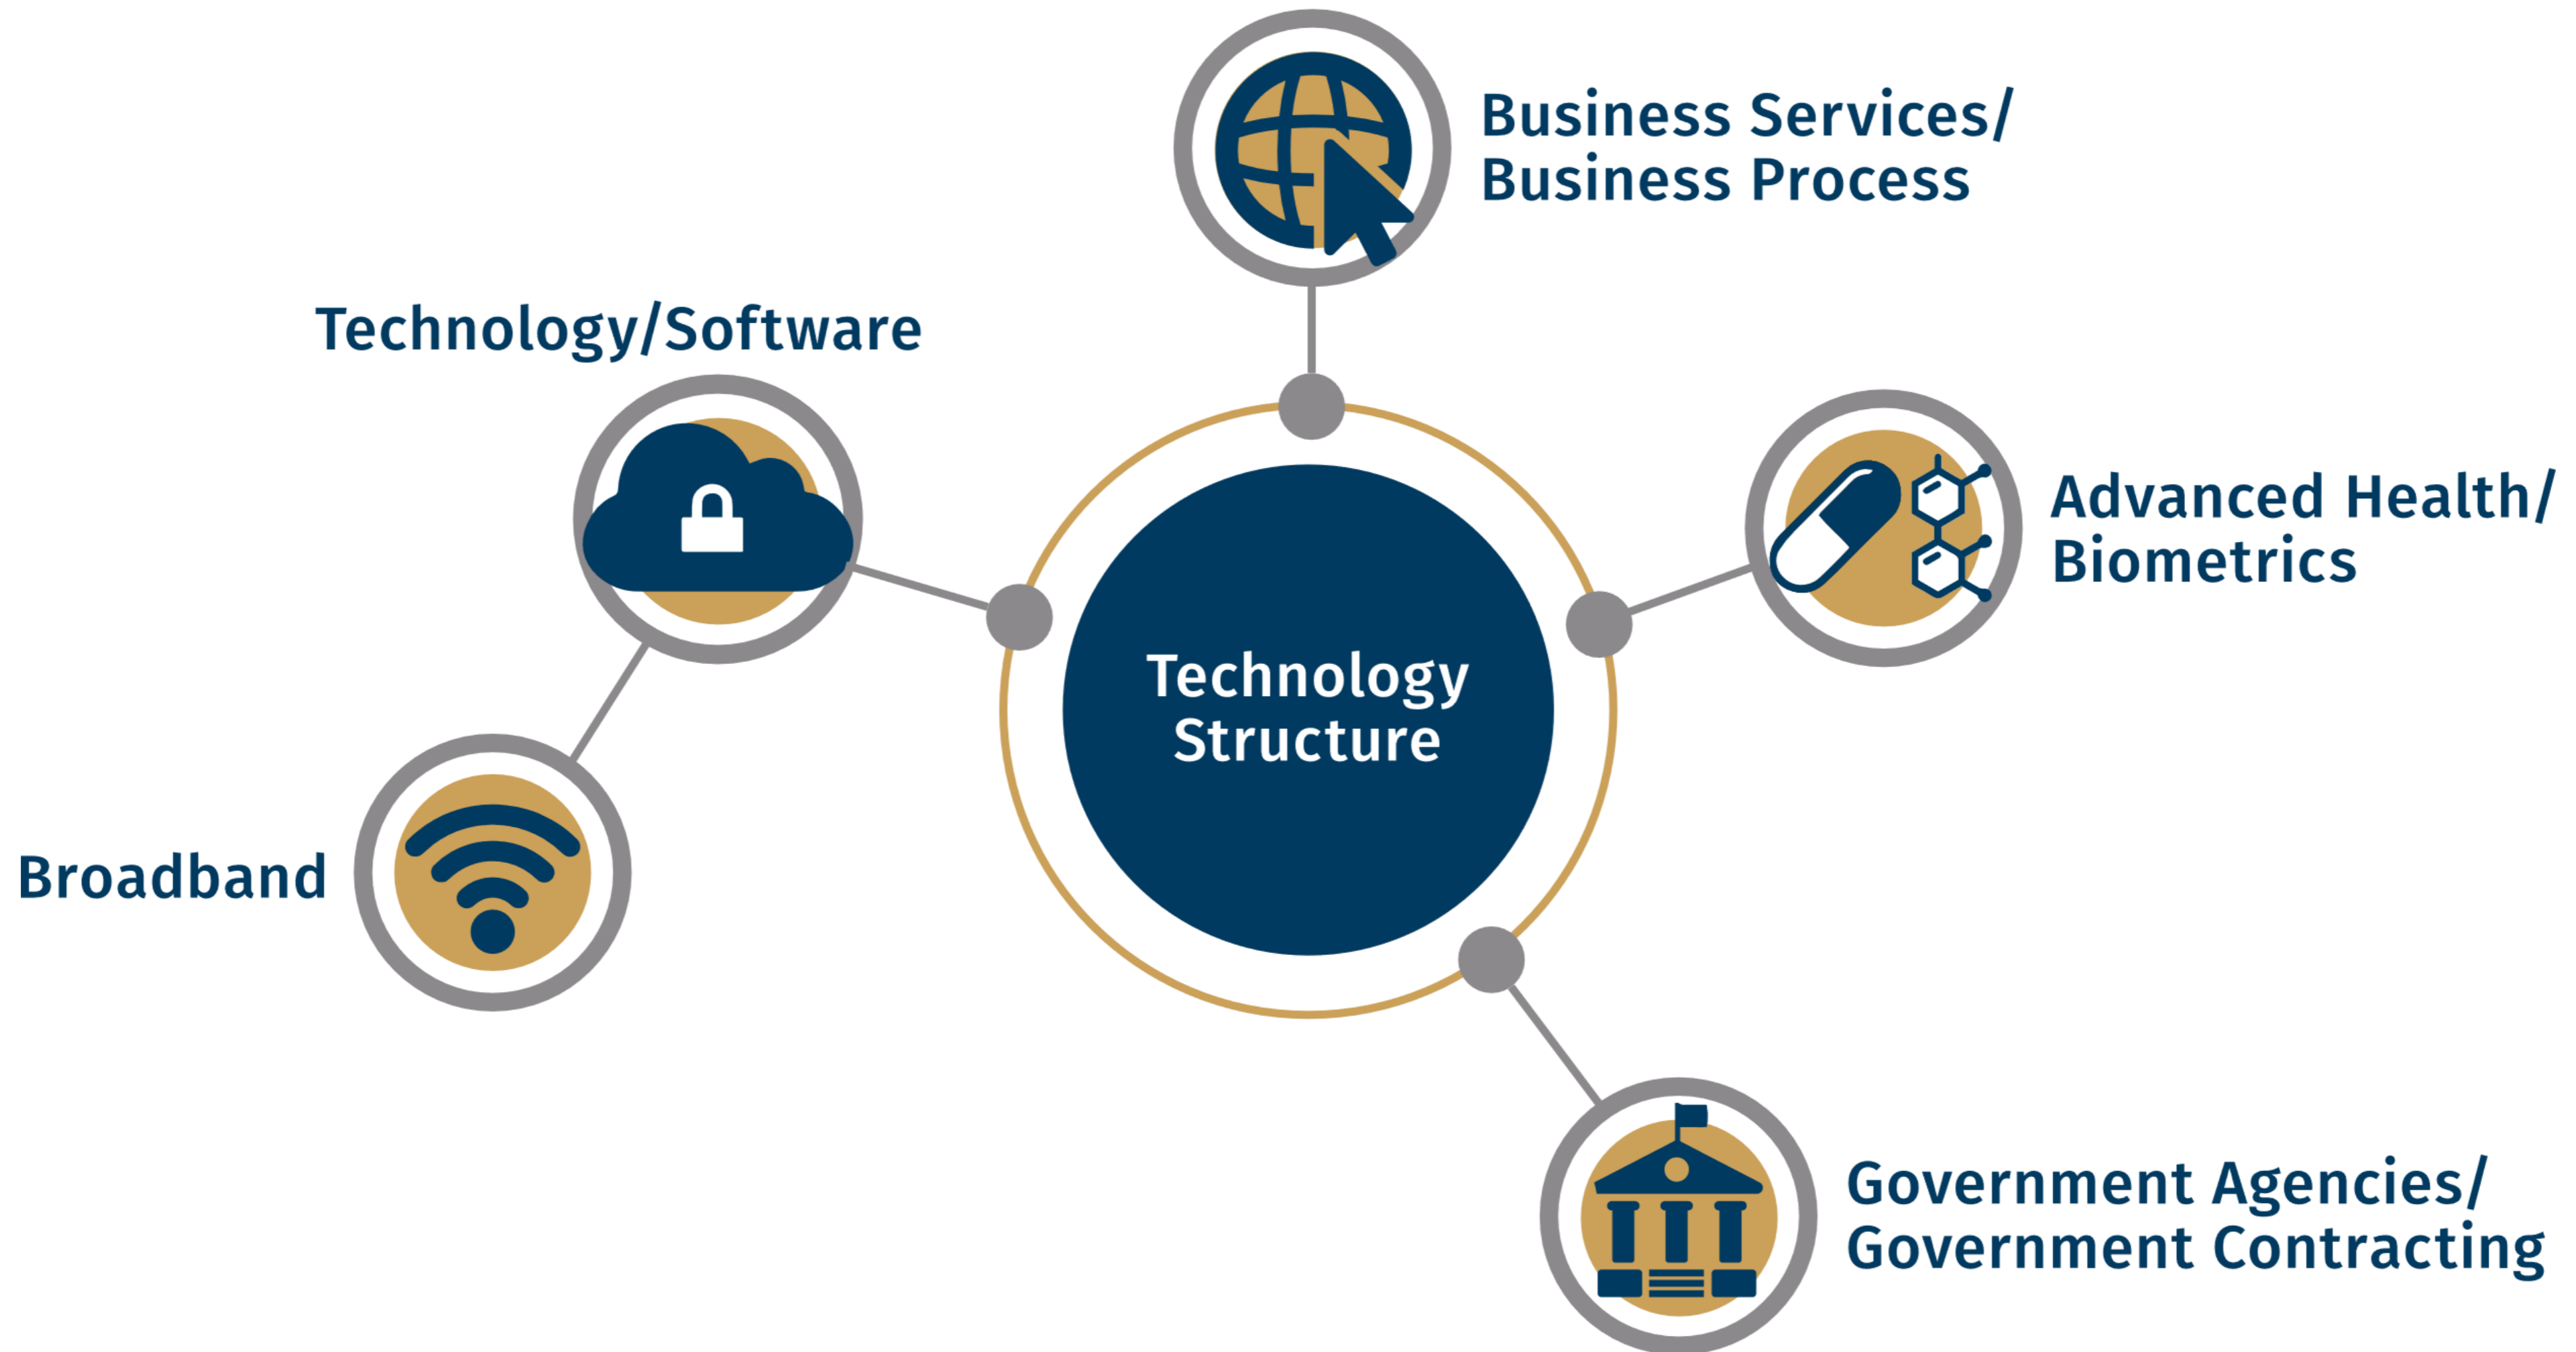 Business Services/
Business Process
Technology/Software
Advanced Health/
Biometrics
Technology
Structure
Broadband
Government Agencies/
Government Contracting